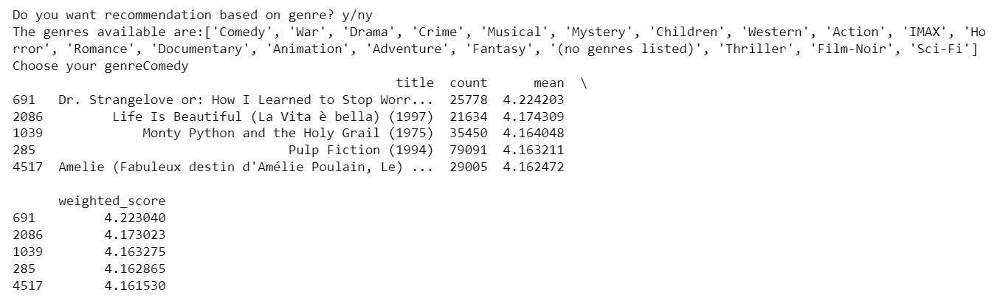 Do you want recommendation based on genre? y/ny
The genres available are:['Comedy', 'War', 'Drama', 'Crime', 'Musical', 'Mystery', 'Children', 'Western', 'Action', 'IMAX', 'Ho
rror', 'Romance', 'Documentary', 'Animation', 'Adventure', 'Fantasy', '(no genres listed)', 'Thriller', 'Film-Noir', 'Sci-Fi']
Choose your genreComedy
title count mean \
691 Dr. Strangelove or: How I Learned to Stop Worr... 25778 4.224203
2086 Life Is Beautiful (La Vita è bella) (1997) 21634 4.174309
1039 Monty Python and the Holy Grail (1975) 35450 4.164048
285 Pulp Fiction (1994) 79091 4.163211
4517 Amelie (Fabuleux destin d'Amélie Poulain, Le) ... 29005 4.162472
weighted_score
691 4.223040
2086 4.173023
1039 4.163275
285 4.162865
4517 4.161530